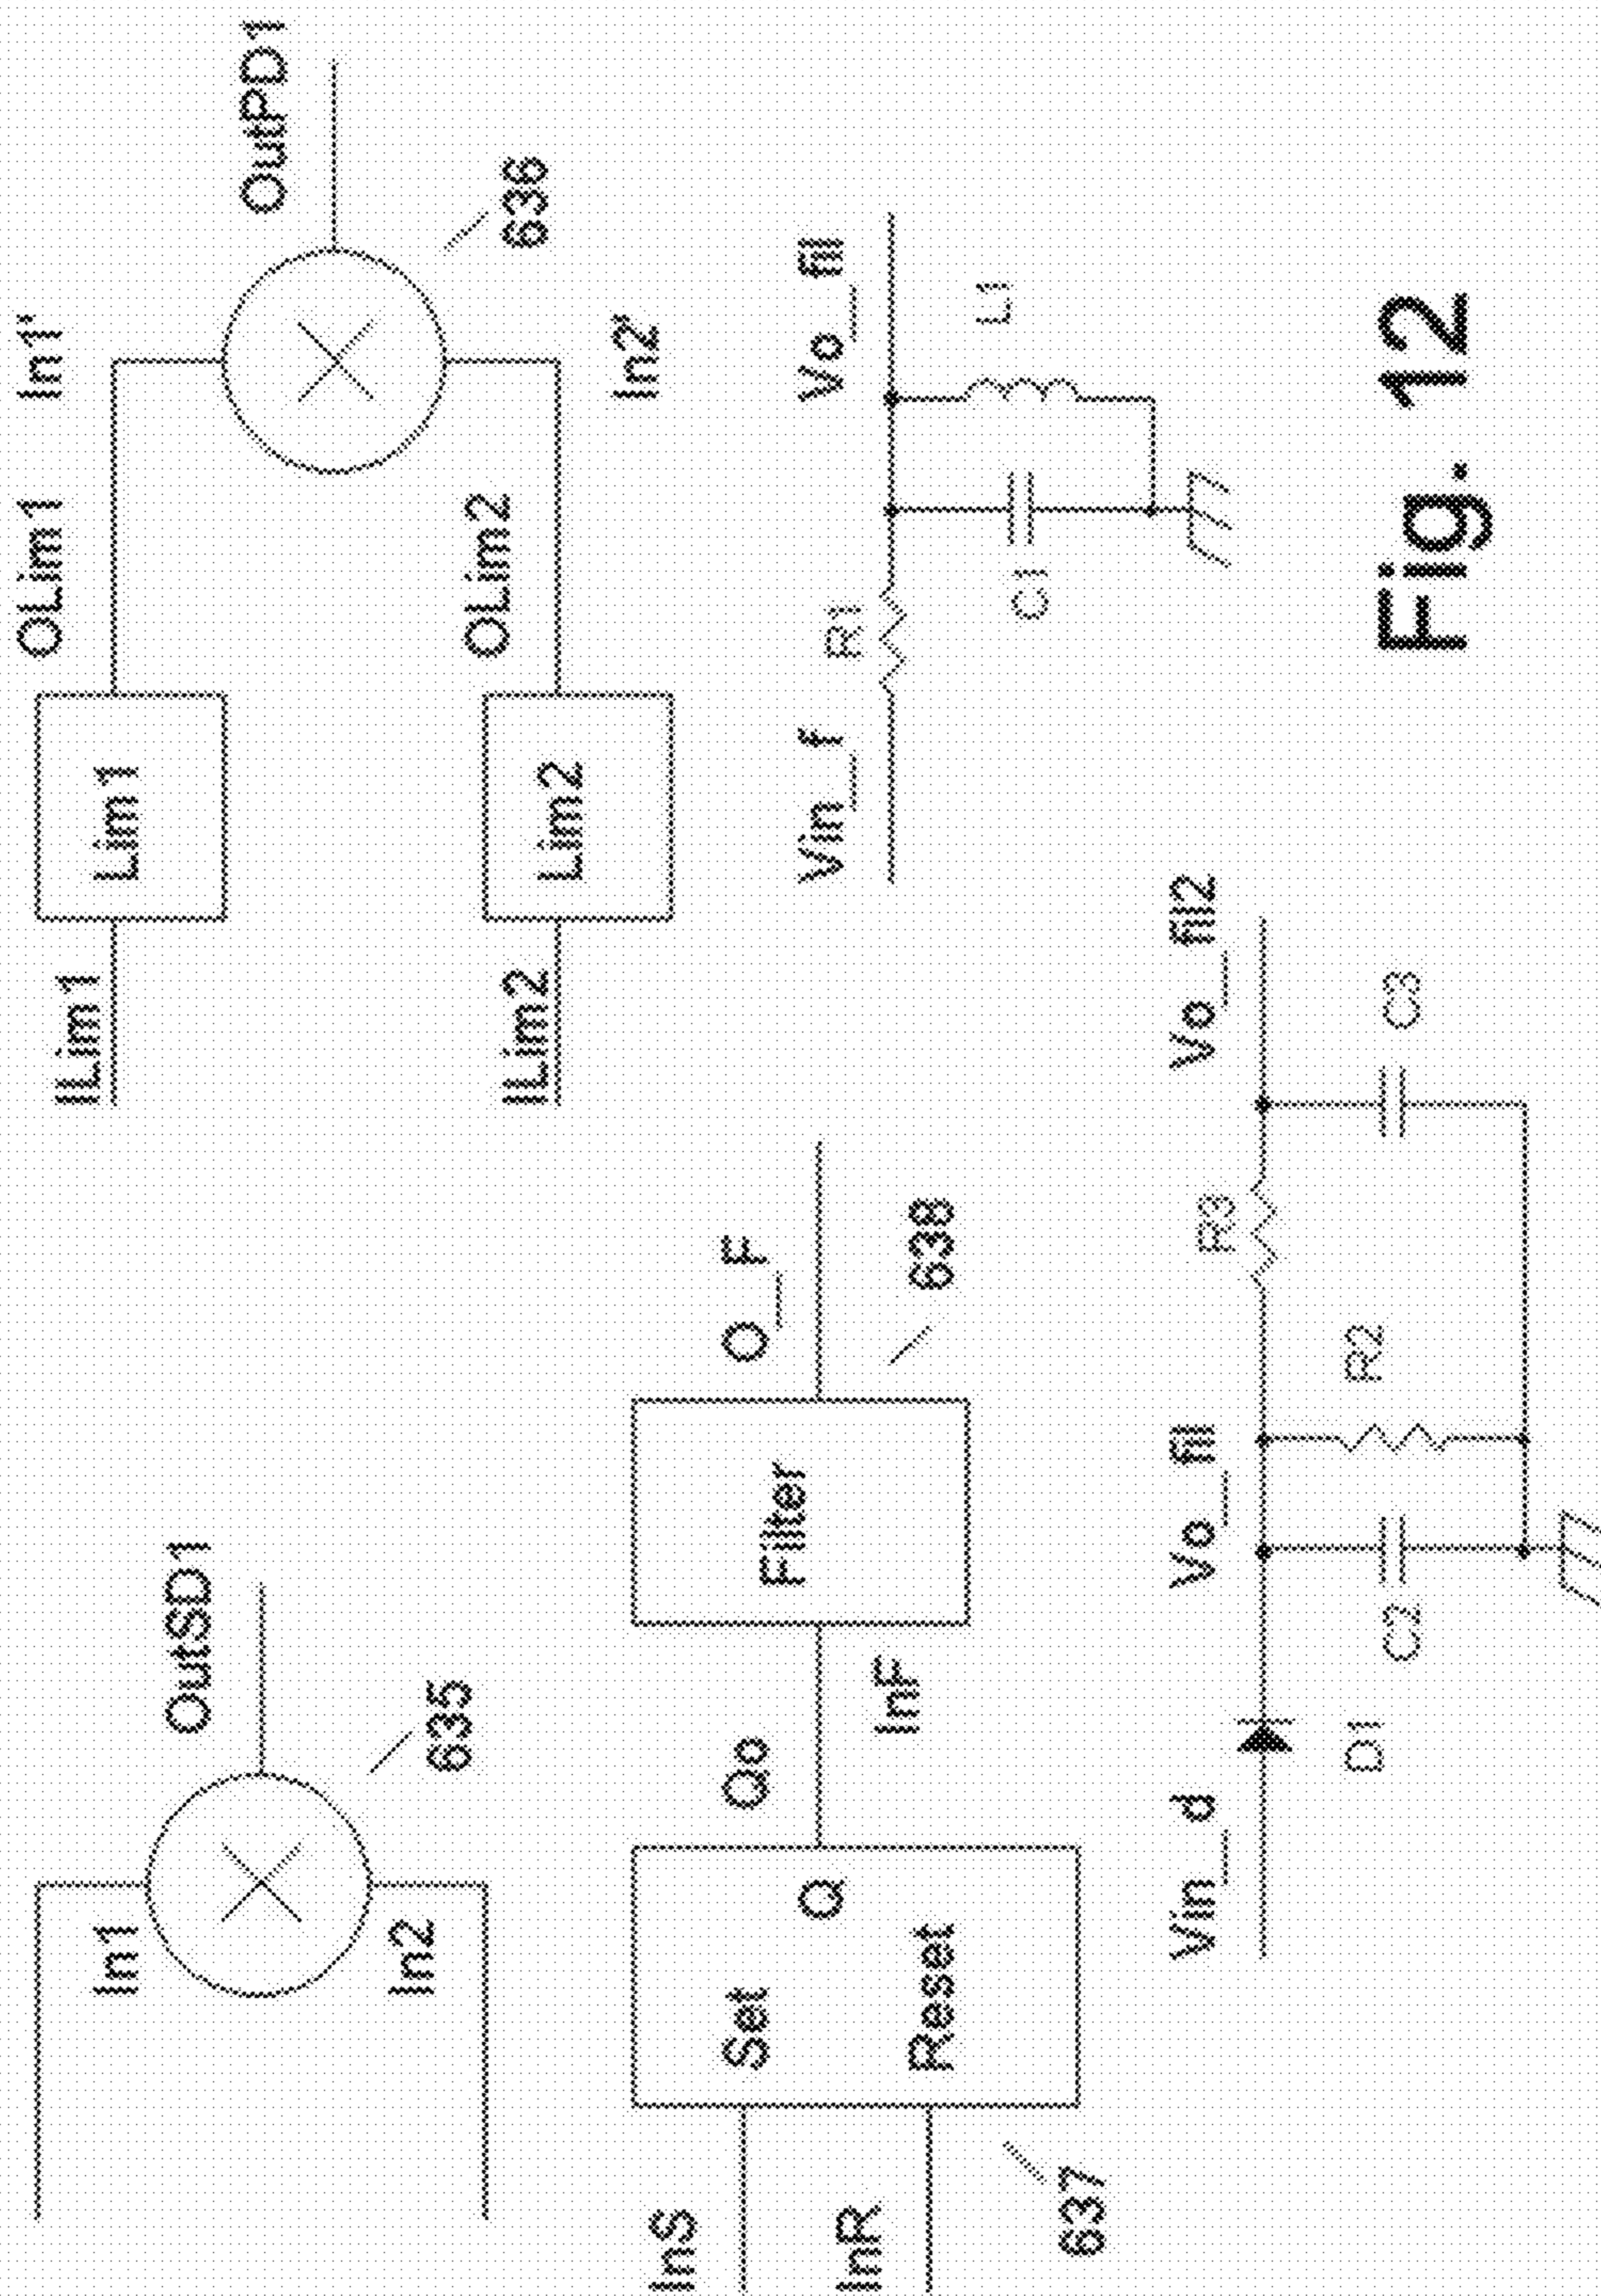 In1
In2
OutSD1
635
ILim1
Lim1
OLim1
In1'
ILim2
Lim2
OLim2
In2'
OutPD1
636
InS
InR
Set
Reset
Q
637
Qo
InF
Filter
O_F
638
Vin_f
R1
C1
L1
Vo_fil
Vin_d
D1
C2
Vo_fil
R2
R3
C3
Vo_fil2
Fig. 12